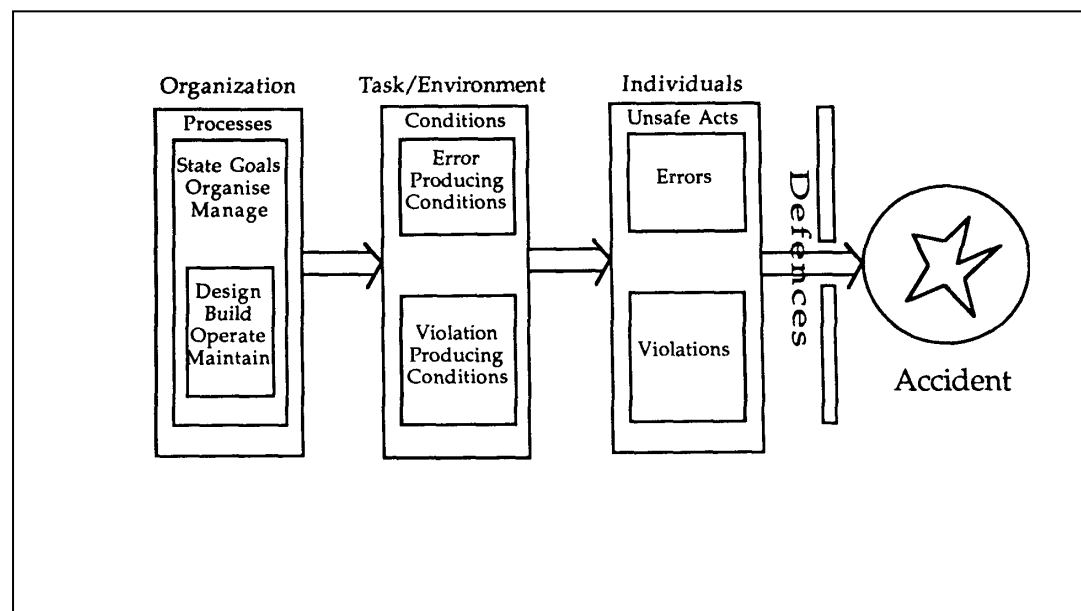 Organization
Processes
State Goals
Organise
Manage
Design
Build
Operate
Maintain
Task/Environment
Conditions
Error
Producing
Conditions
Violation
Producing
Conditions
Individuals
Unsafe Acts
Errors
Violations
Defences
Accident